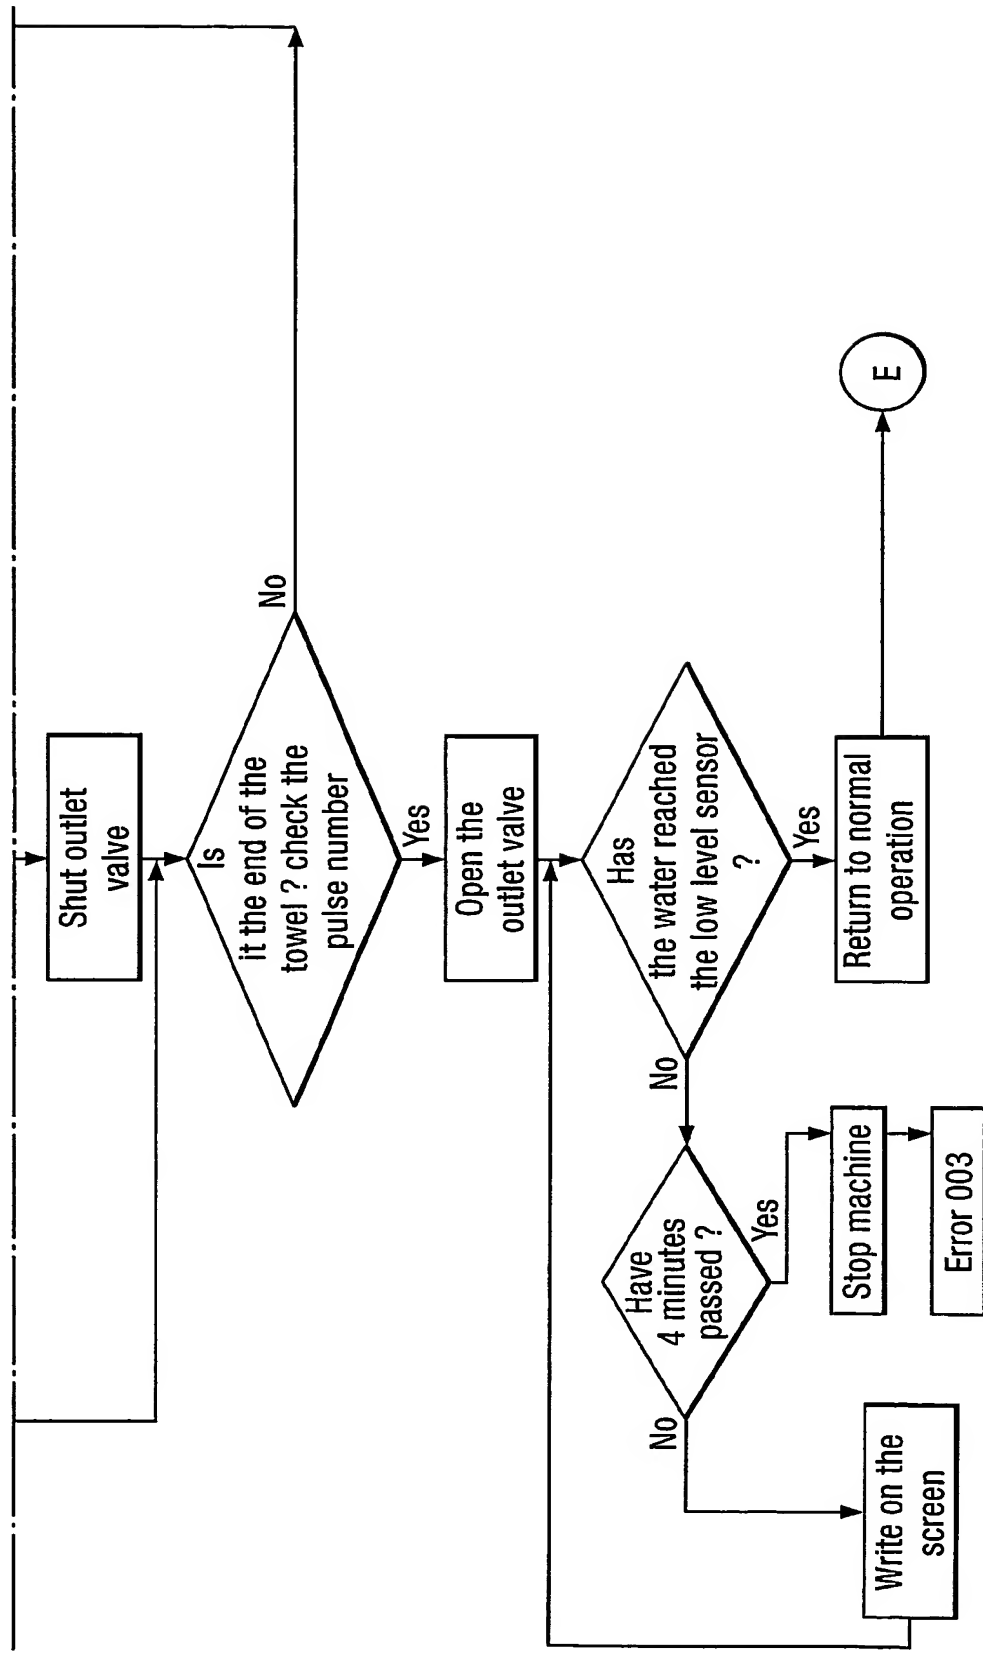 Shut outlet
valve
Is
it the end of the
towel ? check the
pulse number
No
Yes
Open the
outlet valve
Has
the water reached
the low level sensor
?
No
Yes
Have
4 minutes
passed ?
No
Yes
Return to normal
operation
E
Stop machine
Error 003
Write on the
screen